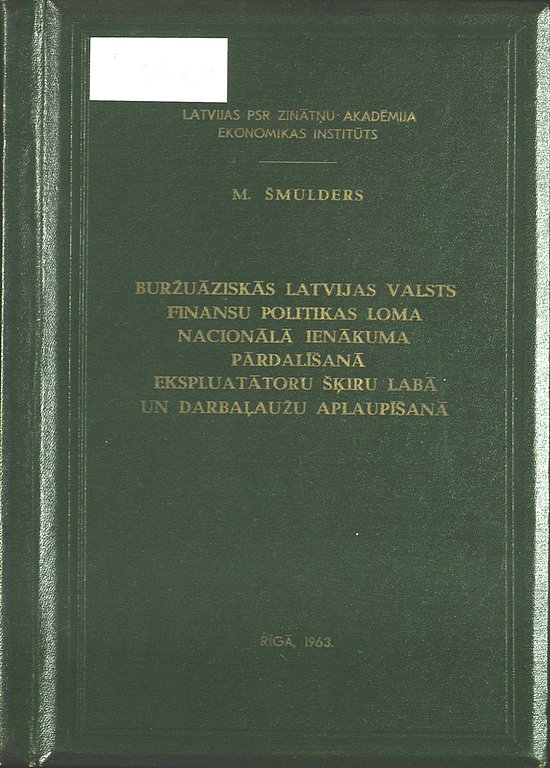 LATVIJAS PSR ZINĀTŅU AKADĒMIJA
EKONOMIKAS INSTITŪTS
M. ŠMULDERS
BURŽUĀZISKĀS LATVIJAS VALSTS
FINANSU POLITIKAS LOMA
NACIONĀLĀ IENĀKUMA
PĀRDALĪŠANĀ
EKSPLUATĀTORU ŠĶIRU LABĀ
UN DARBAĻAUŽU APLAUPĪŠANĀ
RĪGĀ, 1963.